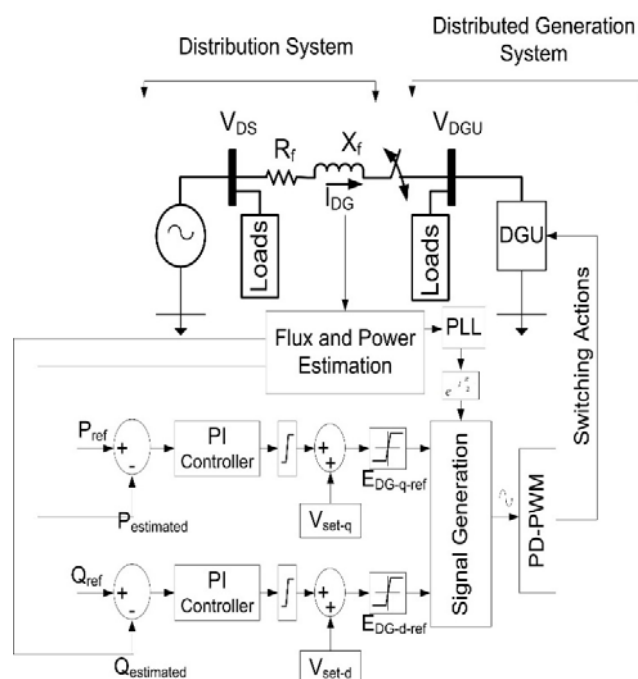 Distribution System
Distributed Generation
System
V_DS
R_f
X_f
V_DGU
I_DG
Loads
Loads
DGU
Switching Actions
Flux and Power
Estimation
PLL
P_ref
+
-
PI
Controller
+
+
E_DG-q-ref
P_estimated
V_set-q
Signal Generation
PD-PWM
Q_ref
+
-
PI
Controller
+
+
E_DG-d-ref
Q_estimated
V_set-d